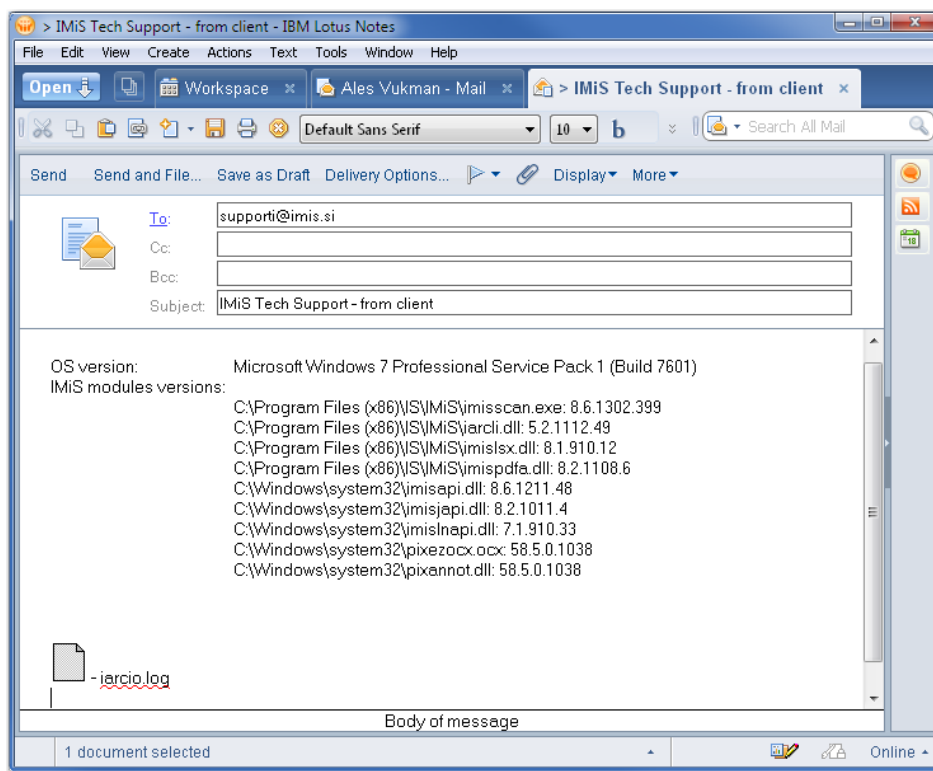 > IMiS Tech Support - from client - IBM Lotus Notes
File Edit View Create Actions Text Tools Window Help
Open Workspace Ales Vukman - Mail > IMiS Tech Support - from client
Default Sans Serif 10 b Search All Mail
Send Send and File... Save as Draft Delivery Options... Display More
To: supporti@imis.si
Cc:
Bcc:
Subject: IMiS Tech Support - from client
18
OS version: Microsoft Windows 7 Professional Service Pack 1 (Build 7601)
IMiS modules versions:
C:\Program Files (x86)\IS\IMiS\imisscan.exe: 8.6.1302.399
C:\Program Files (x86)\IS\IMiS\iarcli.dll: 5.2.1112.49
C:\Program Files (x86)\IS\IMiS\imislsx.dll: 8.1.910.12
C:\Program Files (x86)\IS\IMiS\imispdfa.dll: 8.2.1108.6
C:\Windows\system32\imisapi.dll: 8.6.1211.48
C:\Windows\system32\imisjapi.dll: 8.2.1011.4
C:\Windows\system32\imislnapi.dll: 7.1.910.33
C:\Windows\system32\pixezocx.ocx: 58.5.0.1038
C:\Windows\system32\pixannot.dll: 58.5.0.1038
- iarcio.log
Body of message
1 document selected Online